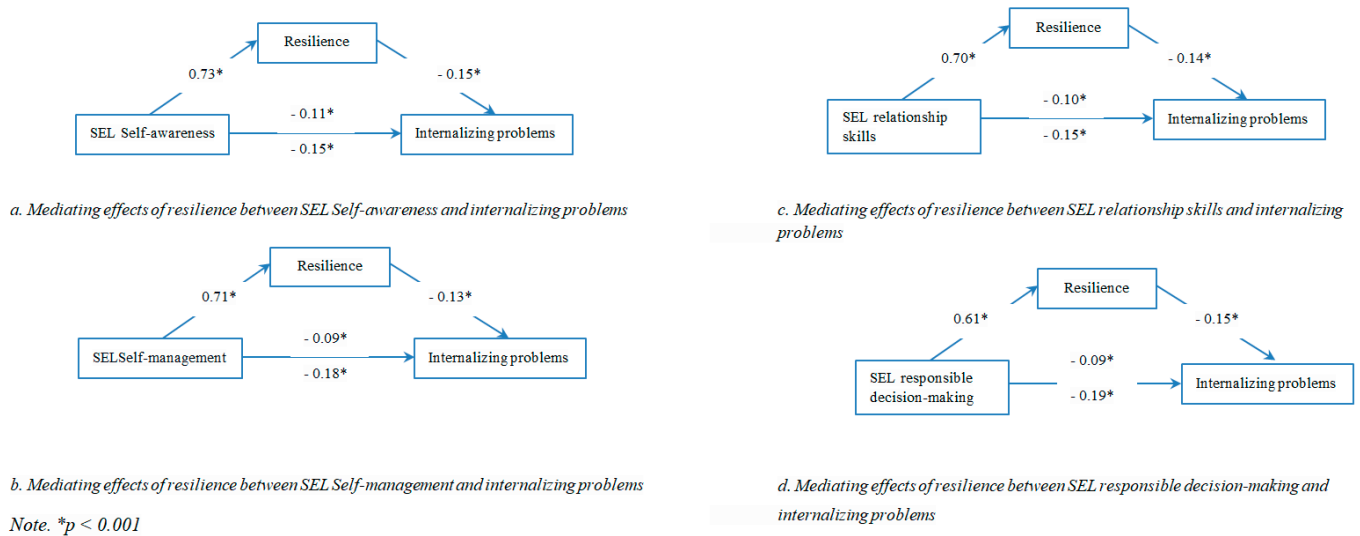 Resilience
0.73*
- 0.15*
SEL Self-awareness
- 0.11*
- 0.15*
Internalizing problems
a. Mediating effects of resilience between SEL Self-awareness and internalizing problems
Resilience
0.71*
- 0.13*
SELSelf-management
- 0.09*
- 0.18*
Internalizing problems
b. Mediating effects of resilience between SEL Self-management and internalizing problems
Note. *p < 0.001
Resilience
0.70*
- 0.14*
SEL relationship
skills
- 0.10*
- 0.15*
Internalizing problems
c. Mediating effects of resilience between SEL relationship skills and internalizing
problems
Resilience
0.61*
- 0.15*
SEL responsible
decision-making
- 0.09*
- 0.19*
Internalizing problems
d. Mediating effects of resilience between SEL responsible decision-making and
internalizing problems